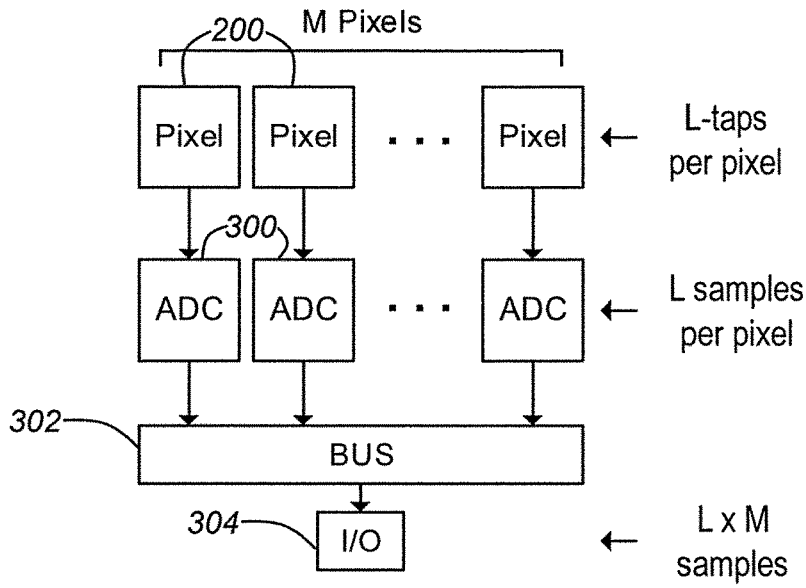 M Pixels
200
Pixel Pixel . . . Pixel
L-taps
per pixel
300
ADC ADC . . . ADC
L samples
per pixel
302
BUS
304
I/O
L x M
samples